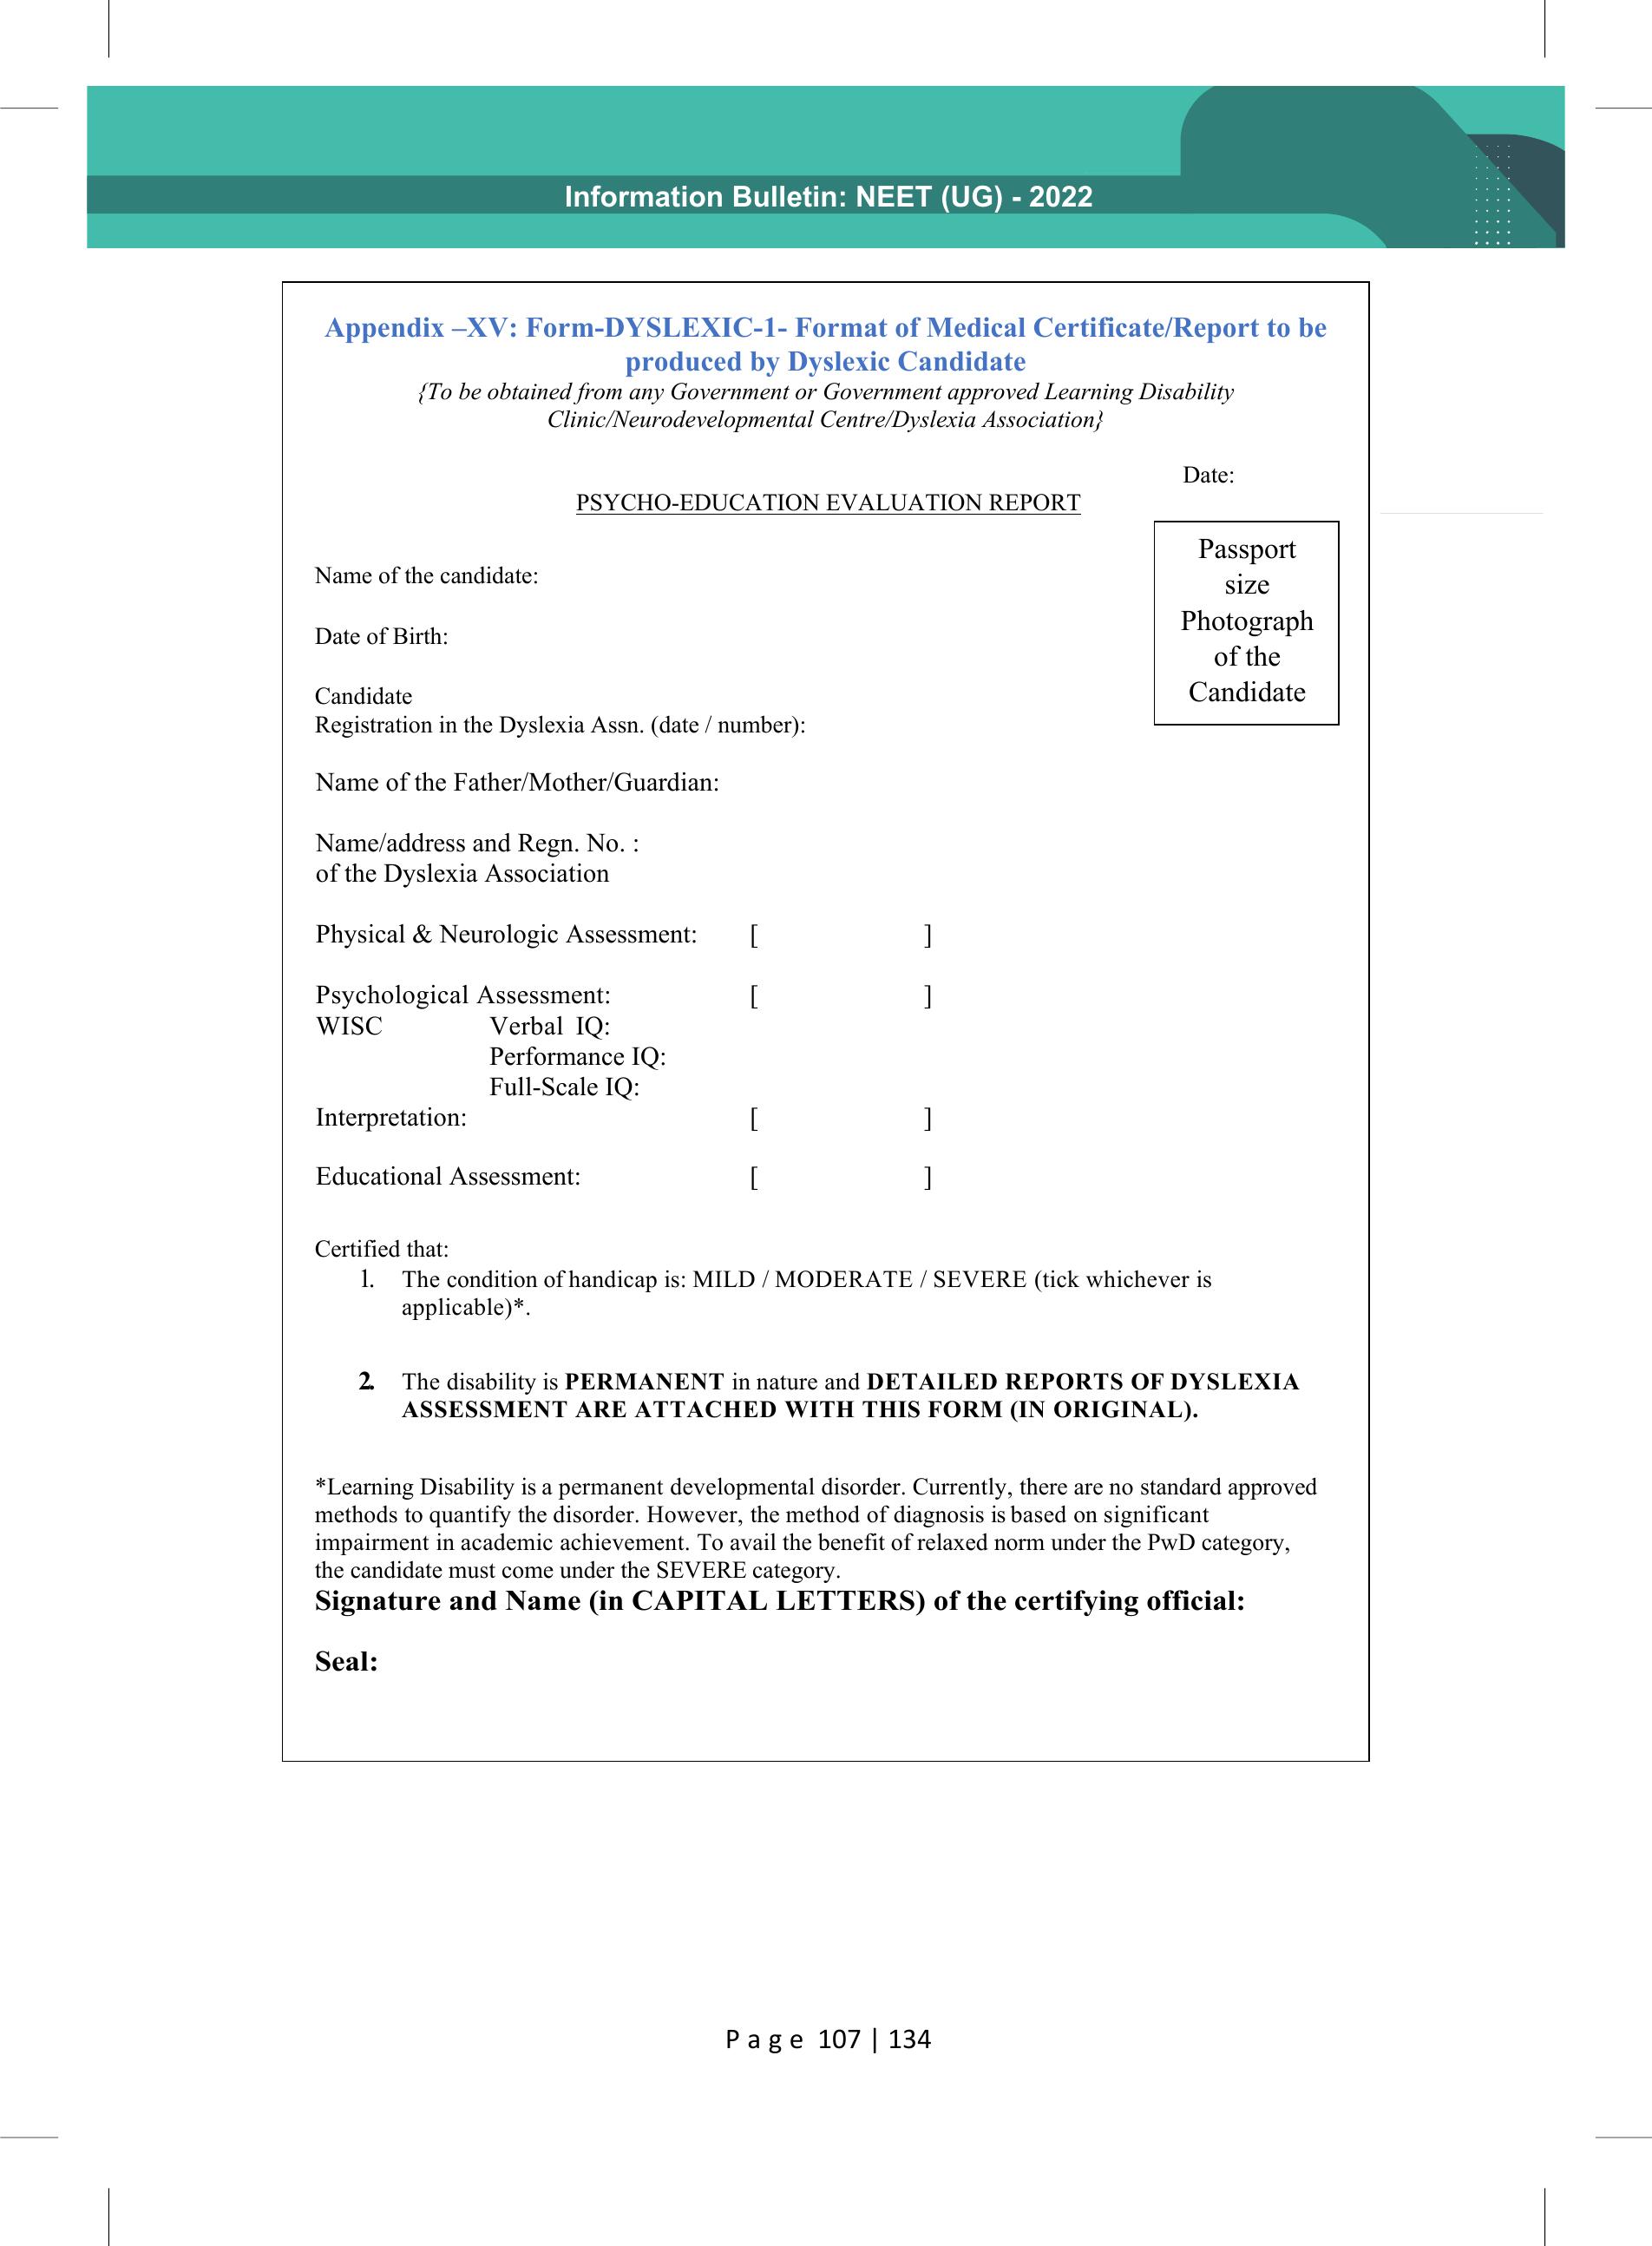 Information Bulletin: NEET (UG) - 2022
Appendix –XV: Form-DYSLEXIC-1- Format of Medical Certificate/Report to be
produced by Dyslexic Candidate
{To be obtained from any Government or Government approved Learning Disability
Clinic/Neurodevelopmental Centre/Dyslexia Association}
Date:
PSYCHO-EDUCATION EVALUATION REPORT
Passport
size
Photograph
of the
Candidate
Name of the candidate:
Date of Birth:
Candidate
Registration in the Dyslexia Assn. (date / number):
Name of the Father/Mother/Guardian:
Name/address and Regn. No. :
of the Dyslexia Association
Physical & Neurologic Assessment: [ ]
Psychological Assessment: [ ]
WISC Verbal IQ:
Performance IQ:
Full-Scale IQ:
Interpretation: [ ]
Educational Assessment: [ ]
Certified that:
1. The condition of handicap is: MILD / MODERATE / SEVERE (tick whichever is
applicable)*.
2. The disability is PERMANENT in nature and DETAILED REPORTS OF DYSLEXIA
ASSESSMENT ARE ATTACHED WITH THIS FORM (IN ORIGINAL).
*Learning Disability is a permanent developmental disorder. Currently, there are no standard approved
methods to quantify the disorder. However, the method of diagnosis is based on significant
impairment in academic achievement. To avail the benefit of relaxed norm under the PwD category,
the candidate must come under the SEVERE category.
Signature and Name (in CAPITAL LETTERS) of the certifying official:
Seal:
Page 107 | 134